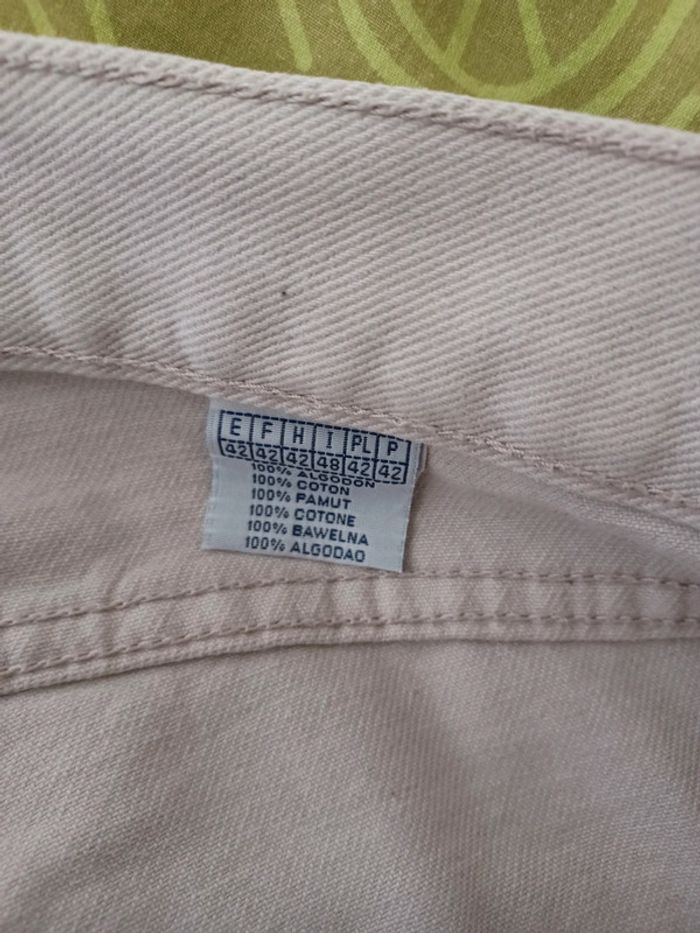 E F H I PL P
42 42 42 48 42 42
100% ALGODON
100% COTON
100% PAMUT
100% COTONE
100% BAWELNA
100% ALGODAO